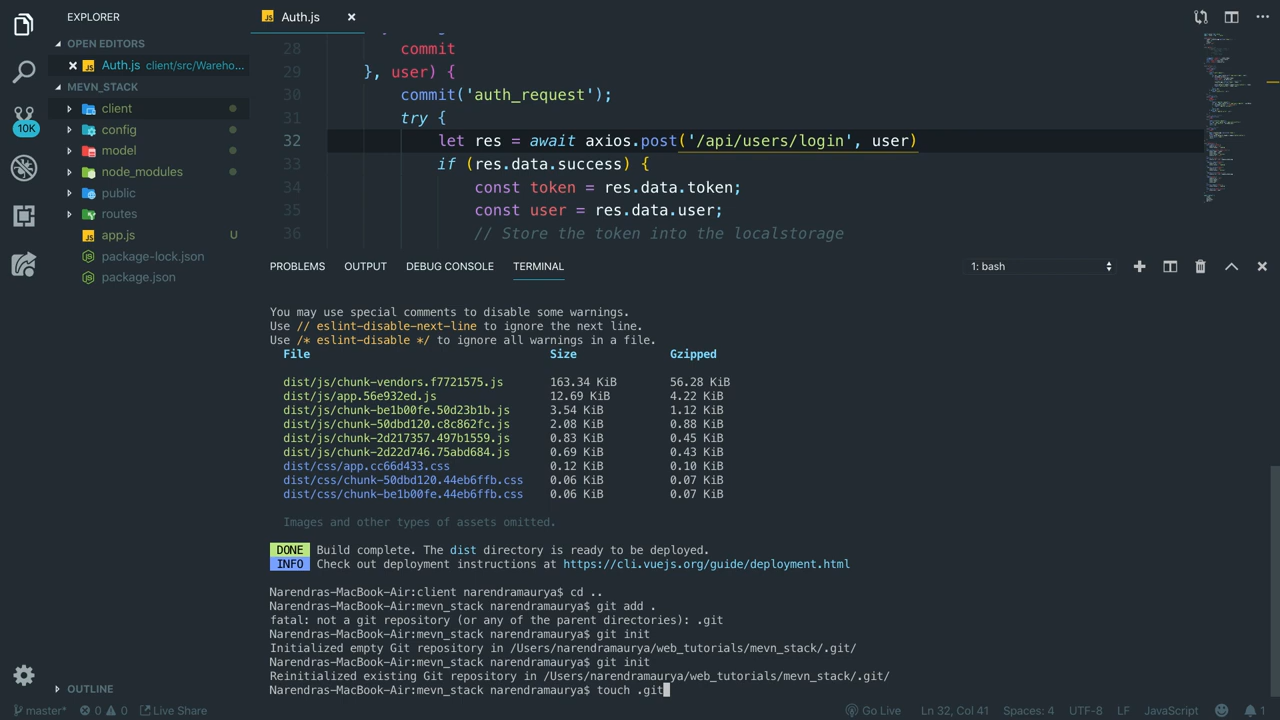 EXPLORER
OPEN EDITORS
Auth.js client/src/Wareho...
MEVN_STACK
client
config
model
node_modules
public
routes
app.js U
package-lock.json
package.json
10K
OUTLINE
Auth.js
28 commit
29 }, user) {
30 commit('auth_request');
31 try {
32 let res = await axios.post('/api/users/login', user)
33 if (res.data.success) {
34 const token = res.data.token;
35 const user = res.data.user;
36 // Store the token into the localstorage
PROBLEMS OUTPUT DEBUG CONSOLE TERMINAL 1: bash
You may use special comments to disable some warnings.
Use // eslint-disable-next-line to ignore the next line.
Use /* eslint-disable */ to ignore all warnings in a file.
File Size Gzipped
dist/js/chunk-vendors.f7721575.js 163.34 KiB 56.28 KiB
dist/js/app.56e932ed.js 12.69 KiB 4.22 KiB
dist/js/chunk-be1b00fe.50d23b1b.js 3.54 KiB 1.12 KiB
dist/js/chunk-50dbd120.c8c862fc.js 2.08 KiB 0.88 KiB
dist/js/chunk-2d217357.497b1559.js 0.83 KiB 0.45 KiB
dist/js/chunk-2d22d746.75abd684.js 0.69 KiB 0.43 KiB
dist/css/app.cc66d433.css 0.12 KiB 0.10 KiB
dist/css/chunk-50dbd120.44eb6ffb.css 0.06 KiB 0.07 KiB
dist/css/chunk-be1b00fe.44eb6ffb.css 0.06 KiB 0.07 KiB
Images and other types of assets omitted.
DONE Build complete. The dist directory is ready to be deployed.
INFO Check out deployment instructions at https://cli.vuejs.org/guide/deployment.html
Narendras-MacBook-Air:client narendramaurya$ cd ..
Narendras-MacBook-Air:mevn_stack narendramaurya$ git add .
fatal: not a git repository (or any of the parent directories): .git
Narendras-MacBook-Air:mevn_stack narendramaurya$ git init
Initialized empty Git repository in /Users/narendramaurya/web_tutorials/mevn_stack/.git/
Narendras-MacBook-Air:mevn_stack narendramaurya$ git init
Reinitialized existing Git repository in /Users/narendramaurya/web_tutorials/mevn_stack/.git/
Narendras-MacBook-Air:mevn_stack narendramaurya$ touch .git
master* 0 0 Live Share Go Live Ln 32, Col 41 Spaces: 4 UTF-8 LF JavaScript 1